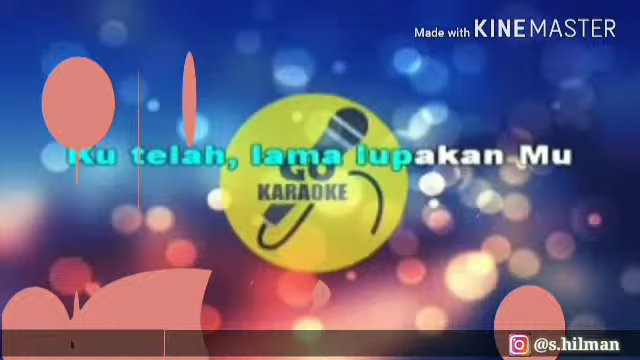 Made with KINEMASTER
Ku telah, lama lupakan Mu
GO
KARAOKE
@s.hilman